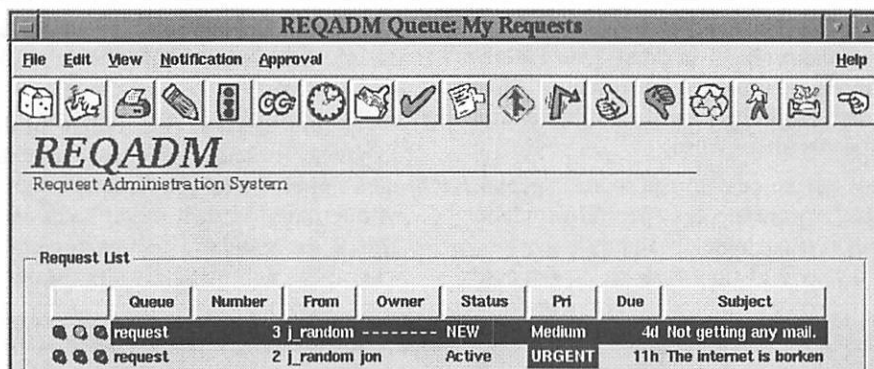 REQADM Queue: My Requests
File Edit View Notification Approval Help
CC:
REQADM
Request Administration System
Request List
Queue Number From Owner Status Pri Due Subject
request 3 j_random -------- NEW Medium 4d Not getting any mail.
request 2 j_random jon Active URGENT 11h The internet is borken